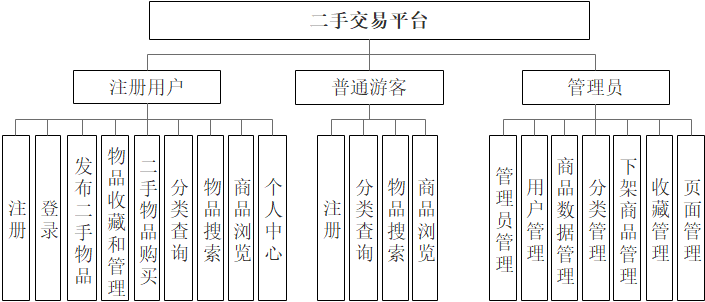 二手交易平台
注册用户
普通游客
管理员
注册
登录
发布二手物品
物品收藏和管理
二手物品购买
分类查询
物品搜索
商品浏览
个人中心
注册
分类查询
物品搜索
商品浏览
管理员管理
用户管理
商品数据管理
分类管理
下架商品管理
收藏管理
页面管理